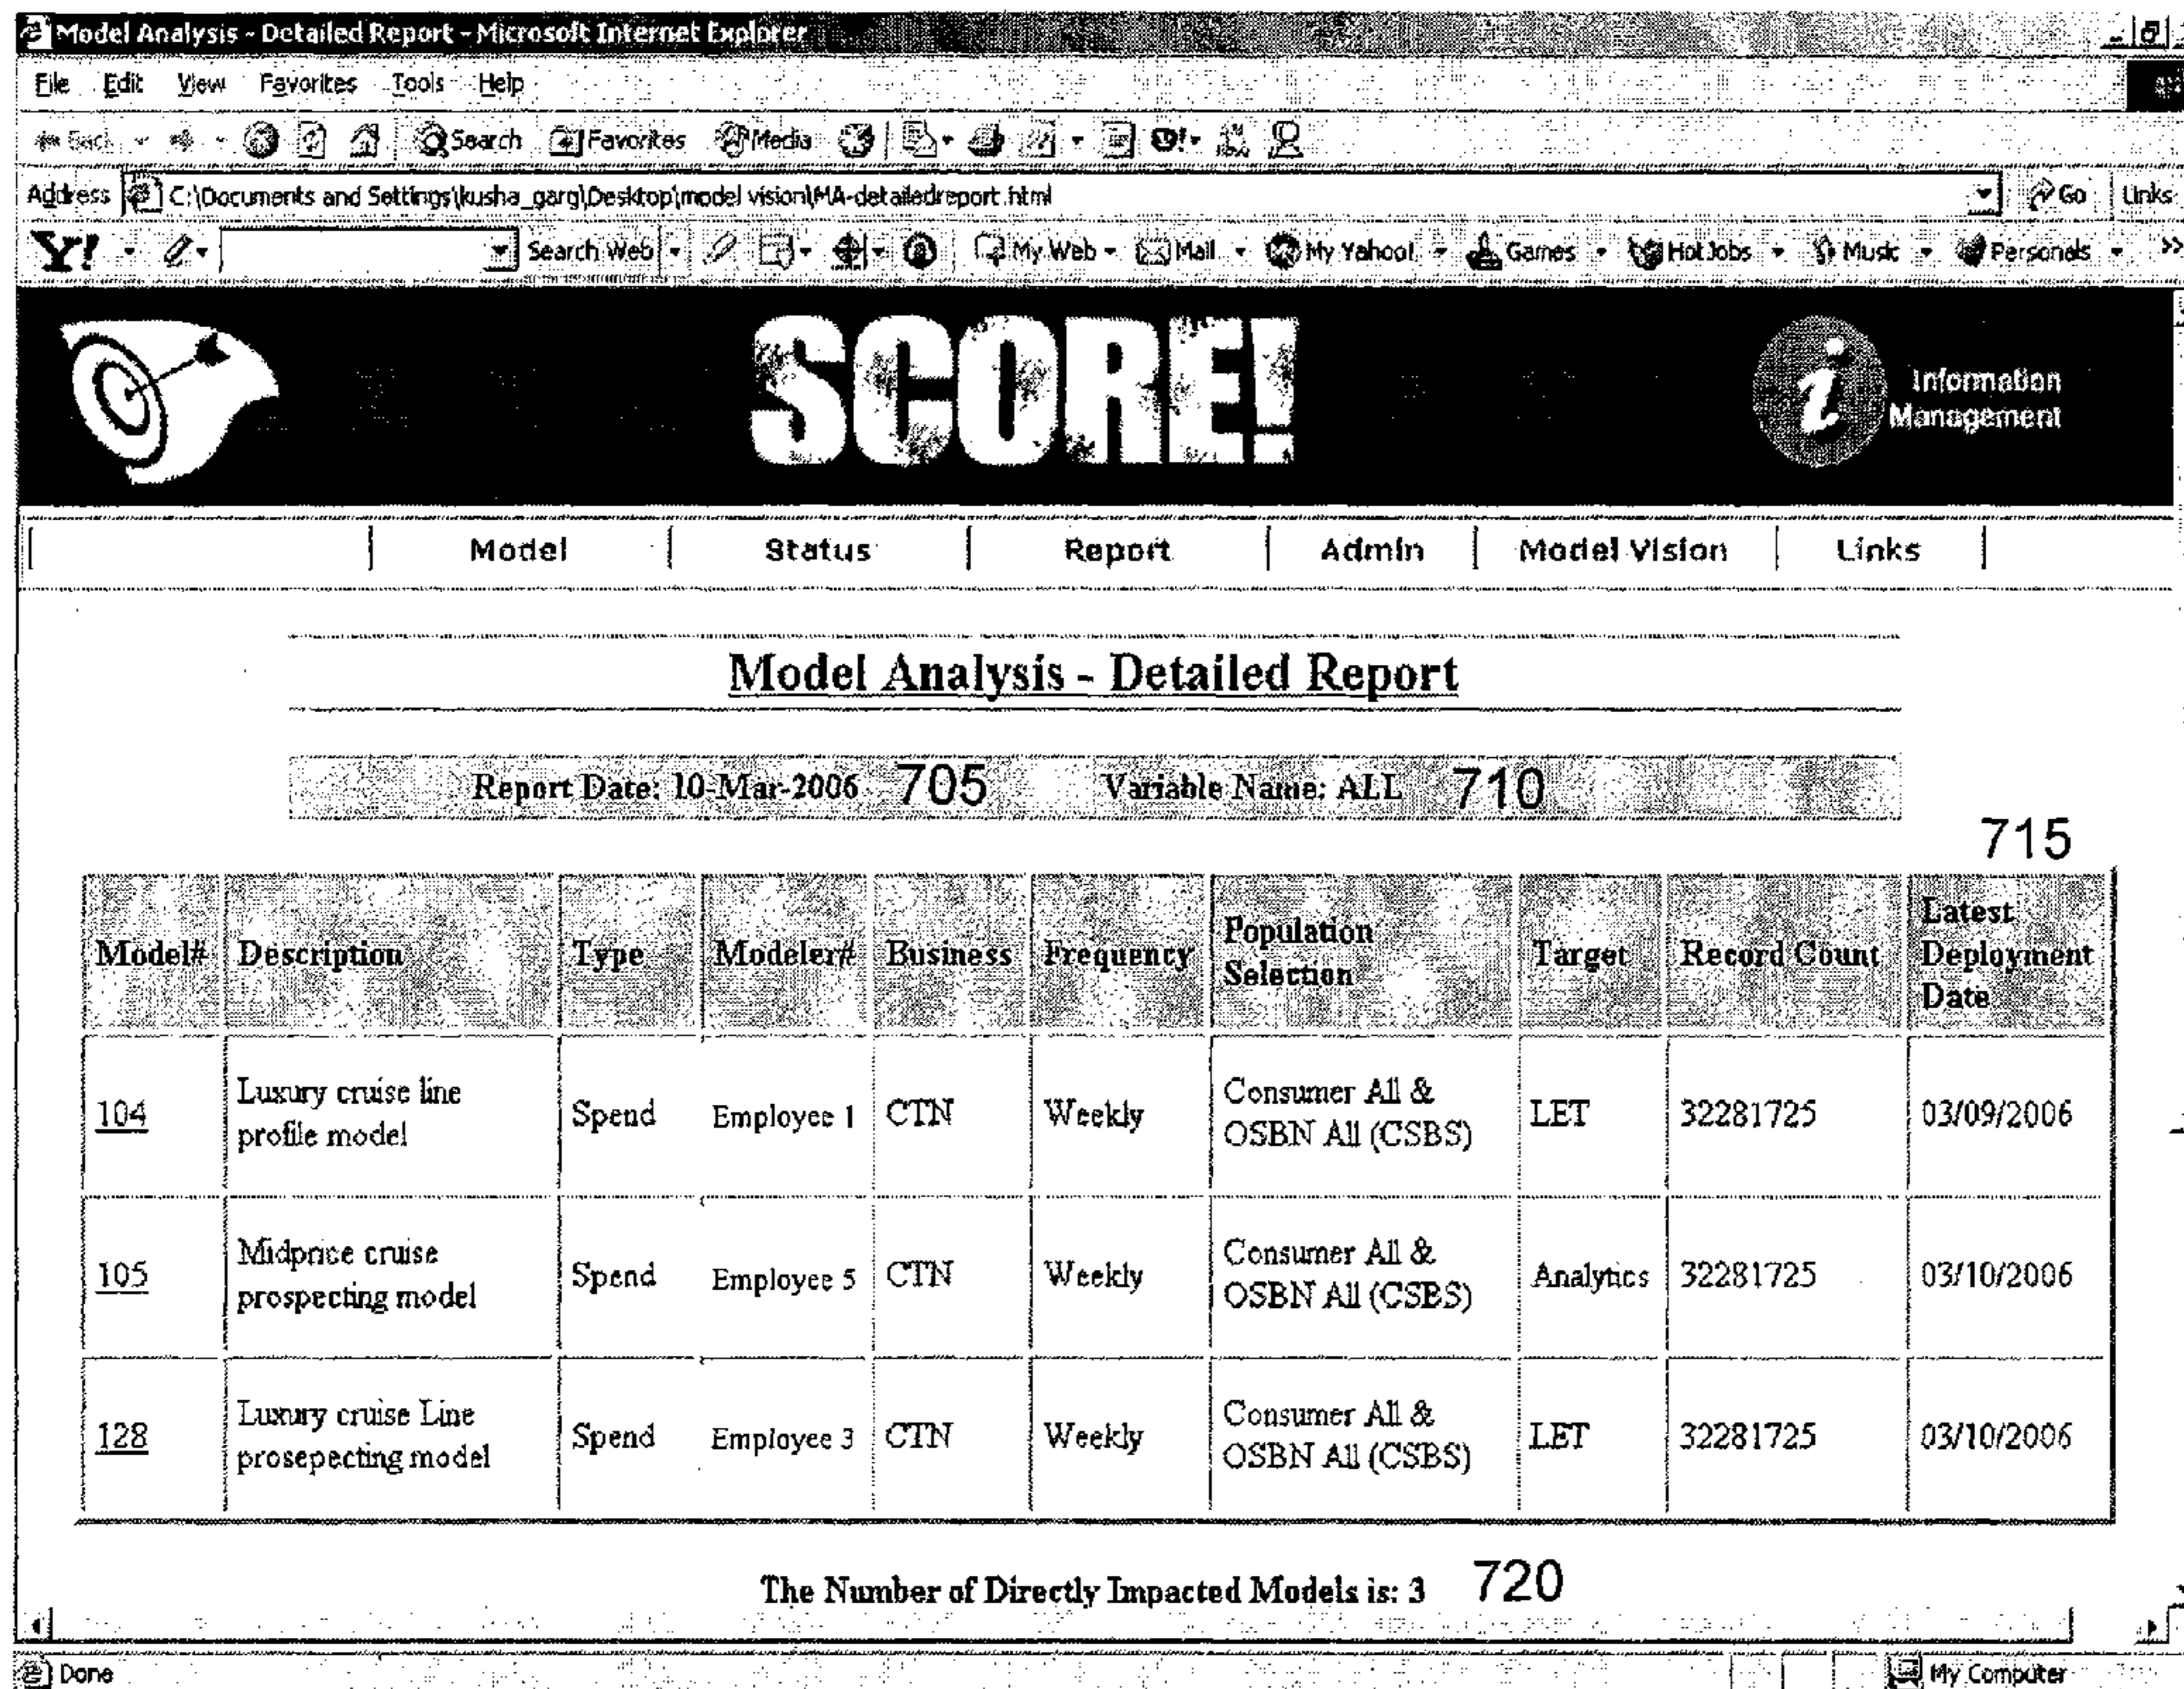 Model Analysis - Detailed Report - Microsoft Internet Explorer
File Edit View Favorites Tools Help
Back Search Favorites Media
Address C:\Documents and Settings\kusha_garg\Desktop\model vision\MA-detailedreport.html Go Links
Y! Search Web My Web Mail My Yahoo! Games HotJobs Music Personals >>
SCORE!
i Information
Management
Model Status Report Admin Model Vision Links
Model Analysis - Detailed Report
Report Date: 10-Mar-2006 705 Variable Name: ALL 710
715
Model# Description Type Modeler# Business Frequency Population Selection Target Record Count Latest Deployment Date
104 Luxury cruise line profile model Spend Employee 1 CTN Weekly Consumer All & OSBN All (CSBS) LET 32281725 03/09/2006
105 Midprice cruise prospecting model Spend Employee 5 CTN Weekly Consumer All & OSBN All (CSBS) Analytics 32281725 03/10/2006
128 Luxury cruise Line prosepecting model Spend Employee 3 CTN Weekly Consumer All & OSBN All (CSBS) LET 32281725 03/10/2006
The Number of Directly Impacted Models is: 3 720
Done My Computer